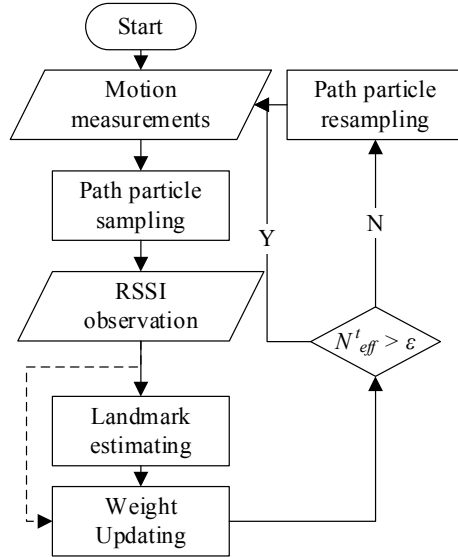 Start
Motion
measurements
Path particle
sampling
RSSI
observation
Landmark
estimating
Weight
Updating
Path particle
resampling
Y
N
N^t_eff > ε